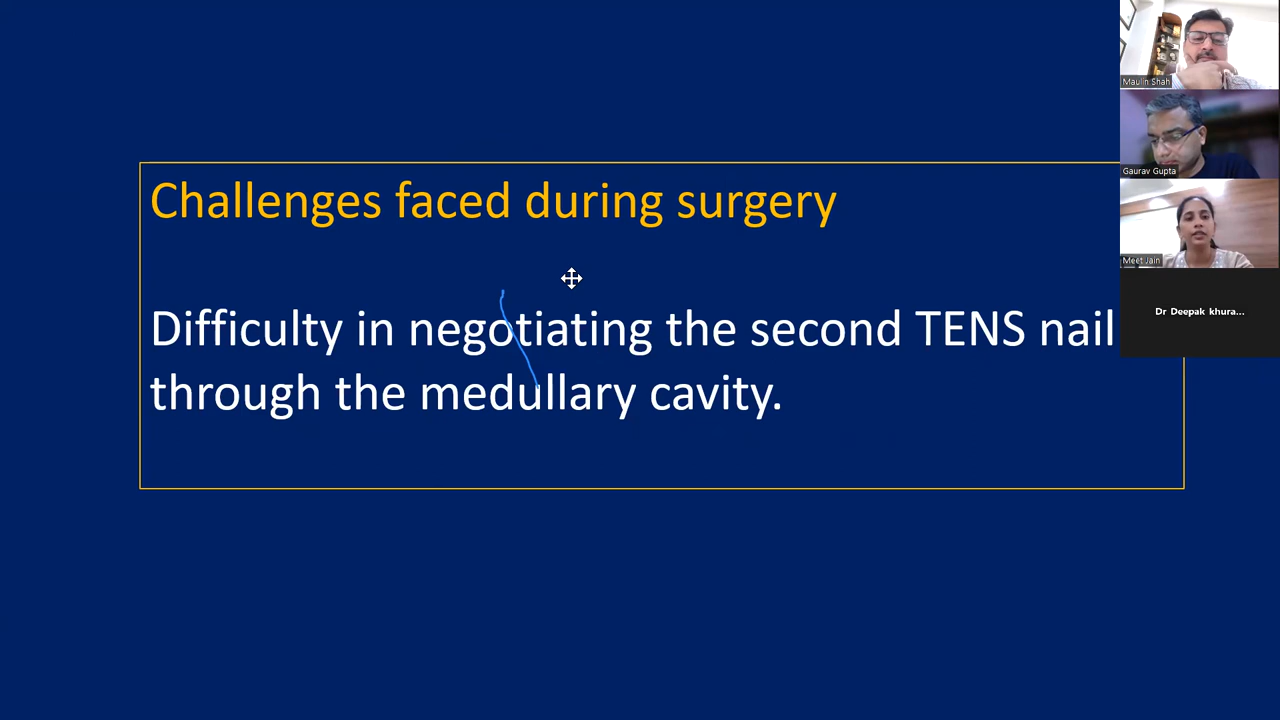 Challenges faced during surgery
Difficulty in negotiating the second TENS nail
through the medullary cavity.
Maulin Shah
Gaurav Gupta
Meet Jain
Dr Deepak khura...